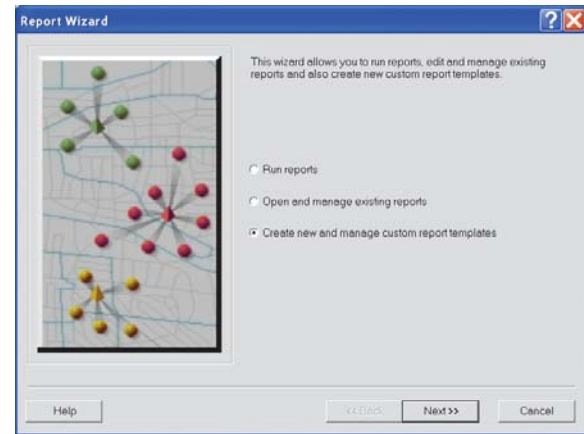 Report Wizard
This wizard allows you to run reports, edit and manage existing
reports and also create new custom report templates.
Run reports
Open and manage existing reports
Create new and manage custom report templates
Help
<< Back
Next >>
Cancel